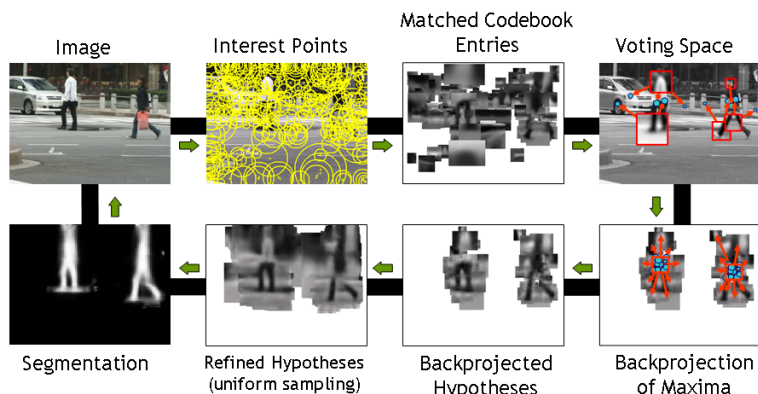 Image
Interest Points
Matched Codebook
Entries
Voting Space
Segmentation
Refined Hypotheses
(uniform sampling)
Backprojected
Hypotheses
Backprojection
of Maxima